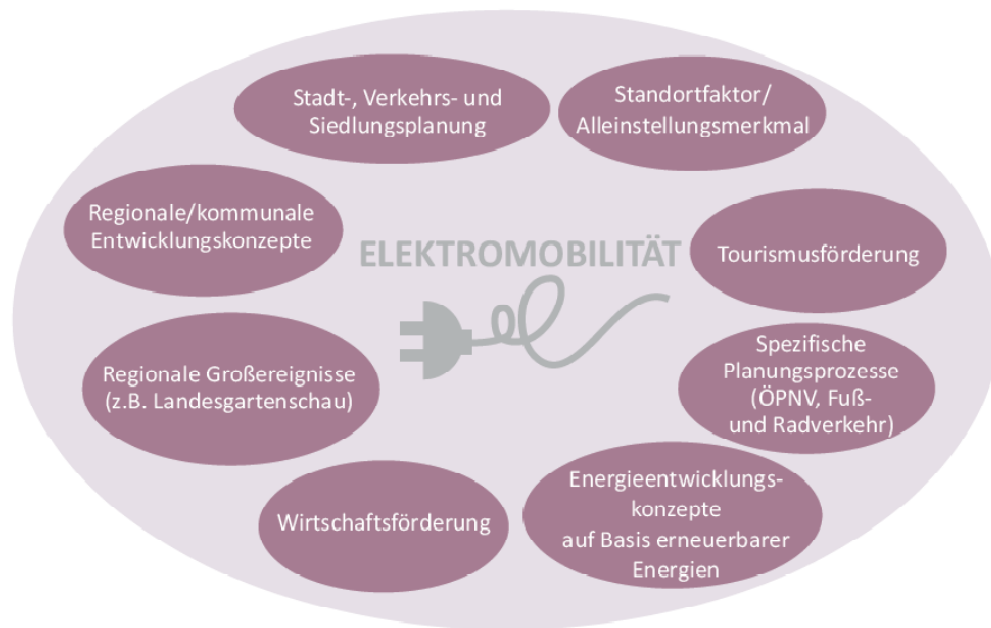 Stadt-, Verkehrs- und
Siedlungsplanung
Standortfaktor/
Alleinstellungsmerkmal
Regionale/kommunale
Entwicklungskonzepte
ELEKTROMOBILITÄT
Tourismusförderung
Regionale Großereignisse
(z.B. Landesgartenschau)
Spezifische
Planungsprozesse
(ÖPNV, Fuß-
und Radverkehr)
Wirtschaftsförderung
Energieentwicklungs-
konzepte
auf Basis erneuerbarer
Energien